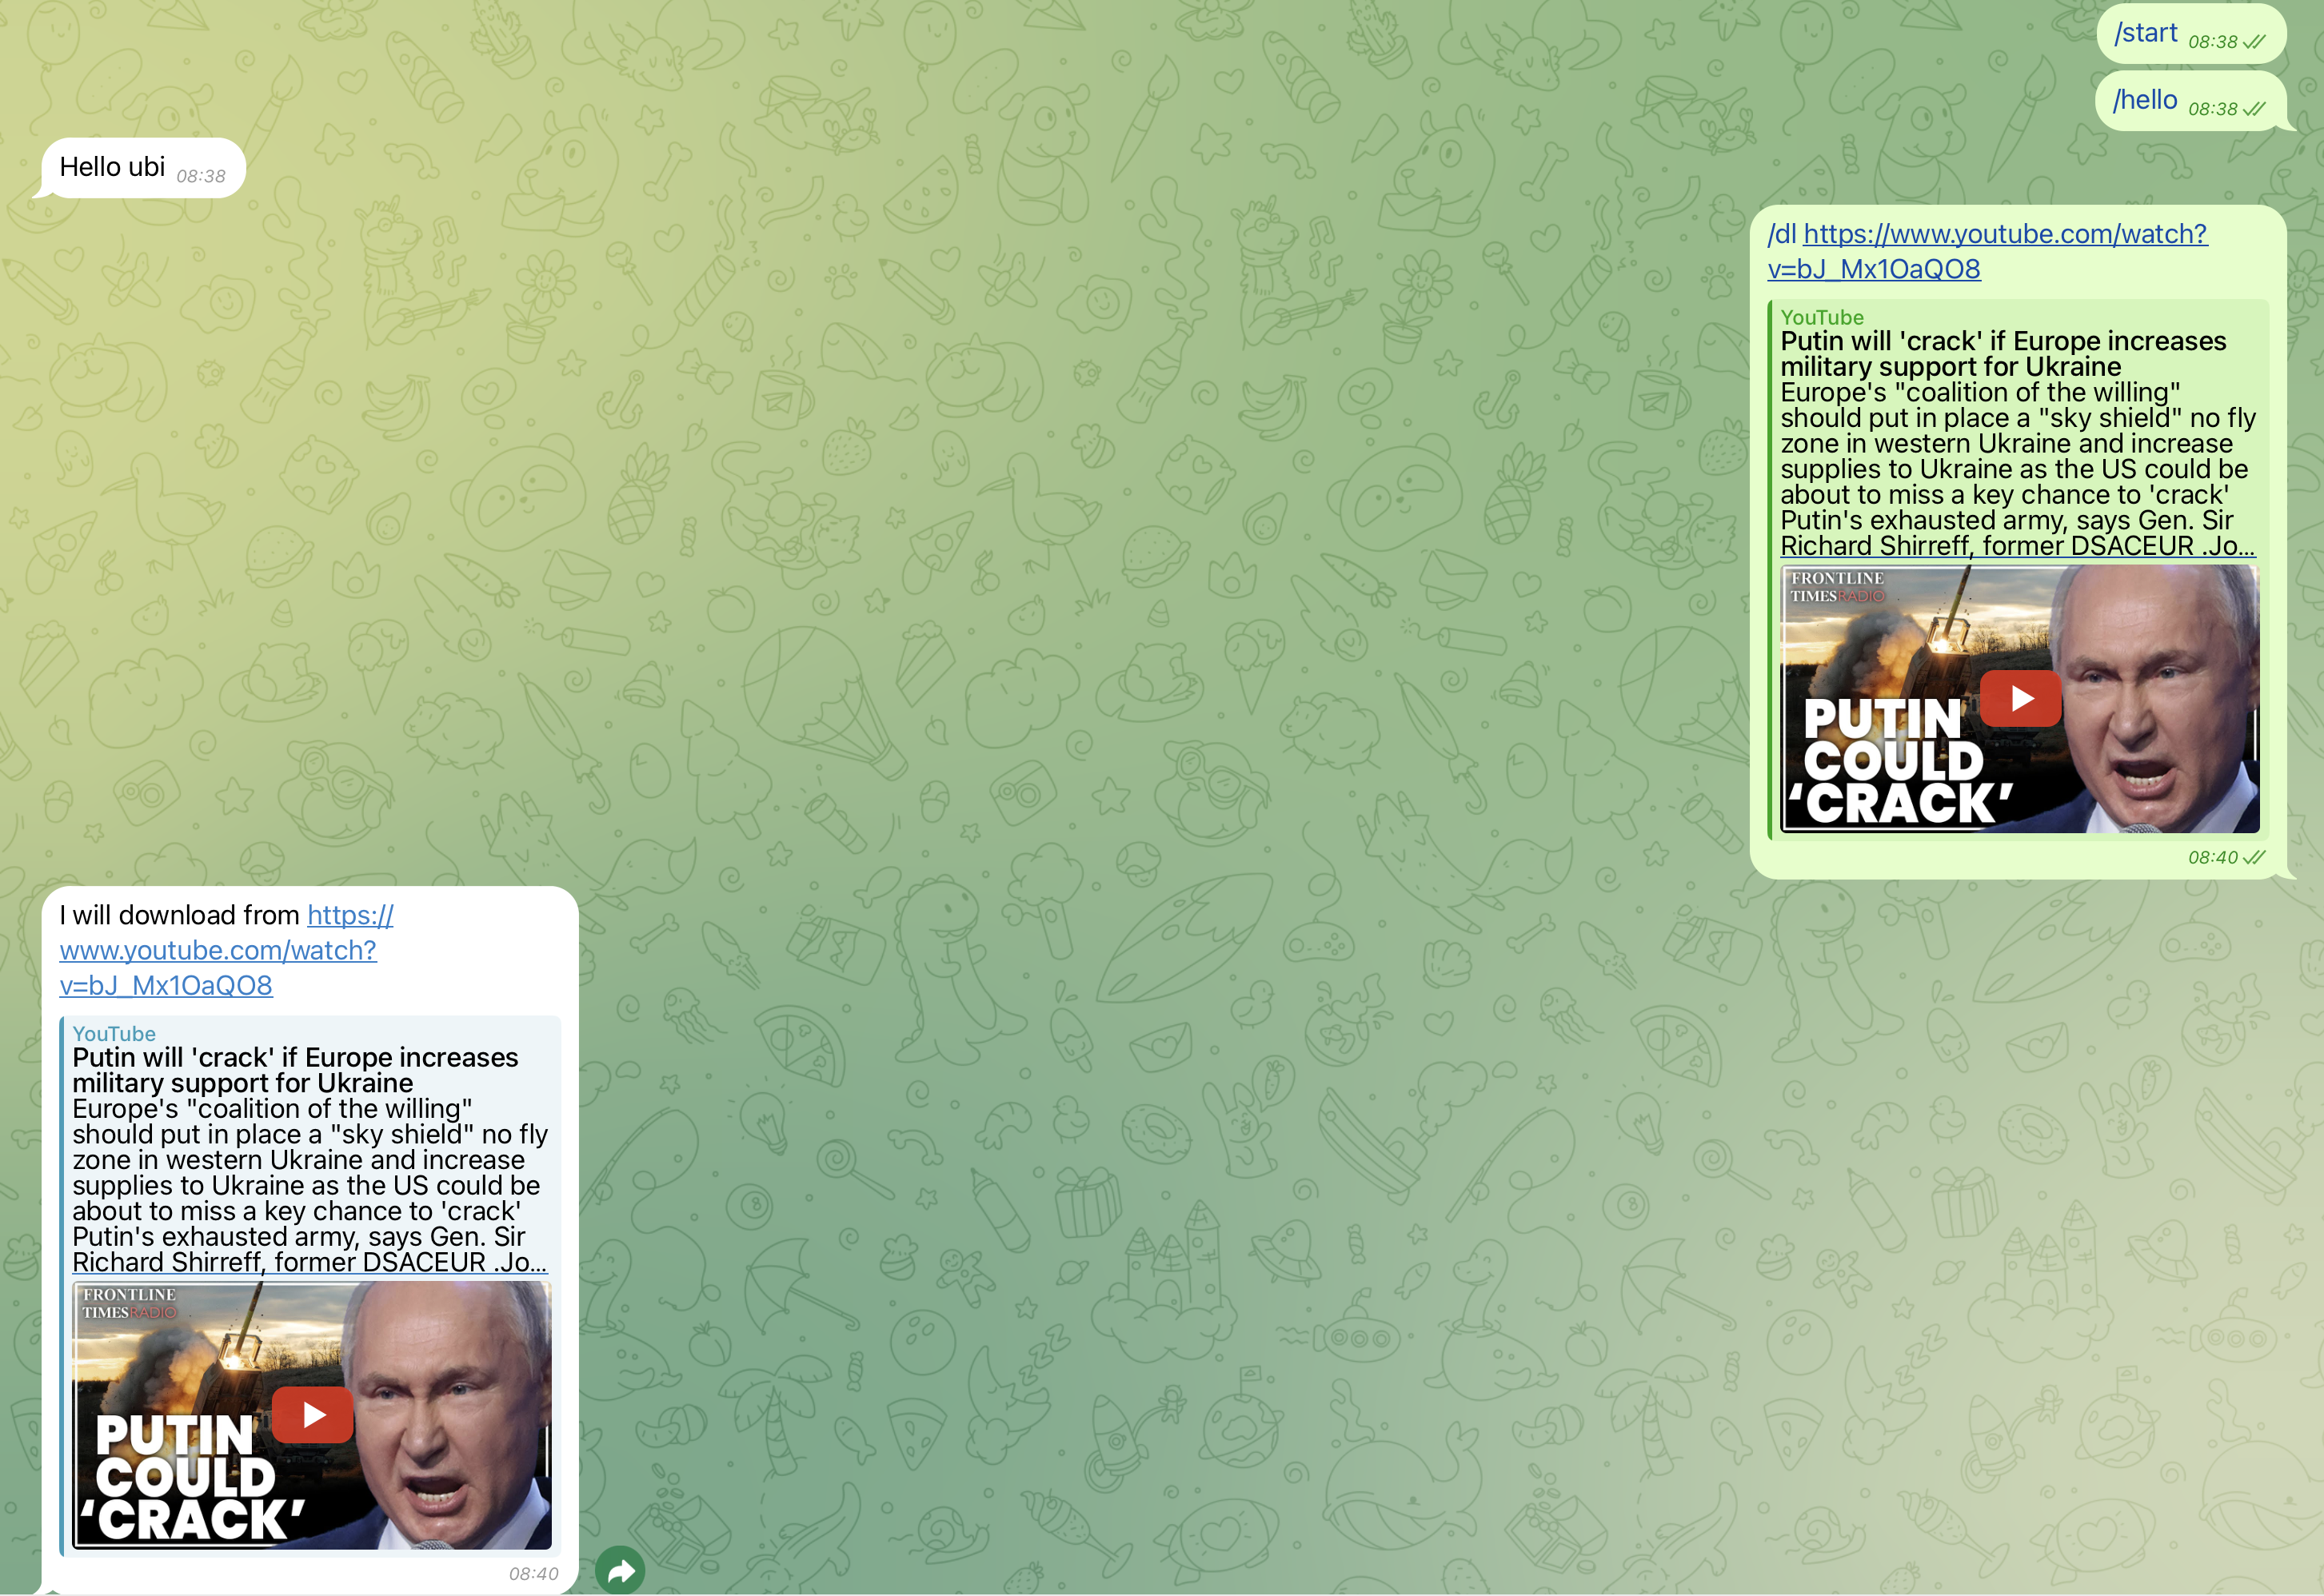 /start 08:38
/hello 08:38
Hello ubi 08:38
/dl https://www.youtube.com/watch?
v=bJ_Mx1OaQO8
YouTube
Putin will 'crack' if Europe increases
military support for Ukraine
Europe's "coalition of the willing"
should put in place a "sky shield" no fly
zone in western Ukraine and increase
supplies to Ukraine as the US could be
about to miss a key chance to 'crack'
Putin's exhausted army, says Gen. Sir
Richard Shirreff, former DSACEUR .Jo...
FRONTLINE
TIMES RADIO
PUTIN
COULD
'CRACK'
08:40
I will download from https://
www.youtube.com/watch?
v=bJ_Mx1OaQO8
YouTube
Putin will 'crack' if Europe increases
military support for Ukraine
Europe's "coalition of the willing"
should put in place a "sky shield" no fly
zone in western Ukraine and increase
supplies to Ukraine as the US could be
about to miss a key chance to 'crack'
Putin's exhausted army, says Gen. Sir
Richard Shirreff, former DSACEUR .Jo...
FRONTLINE
TIMES RADIO
PUTIN
COULD
'CRACK'
08:40